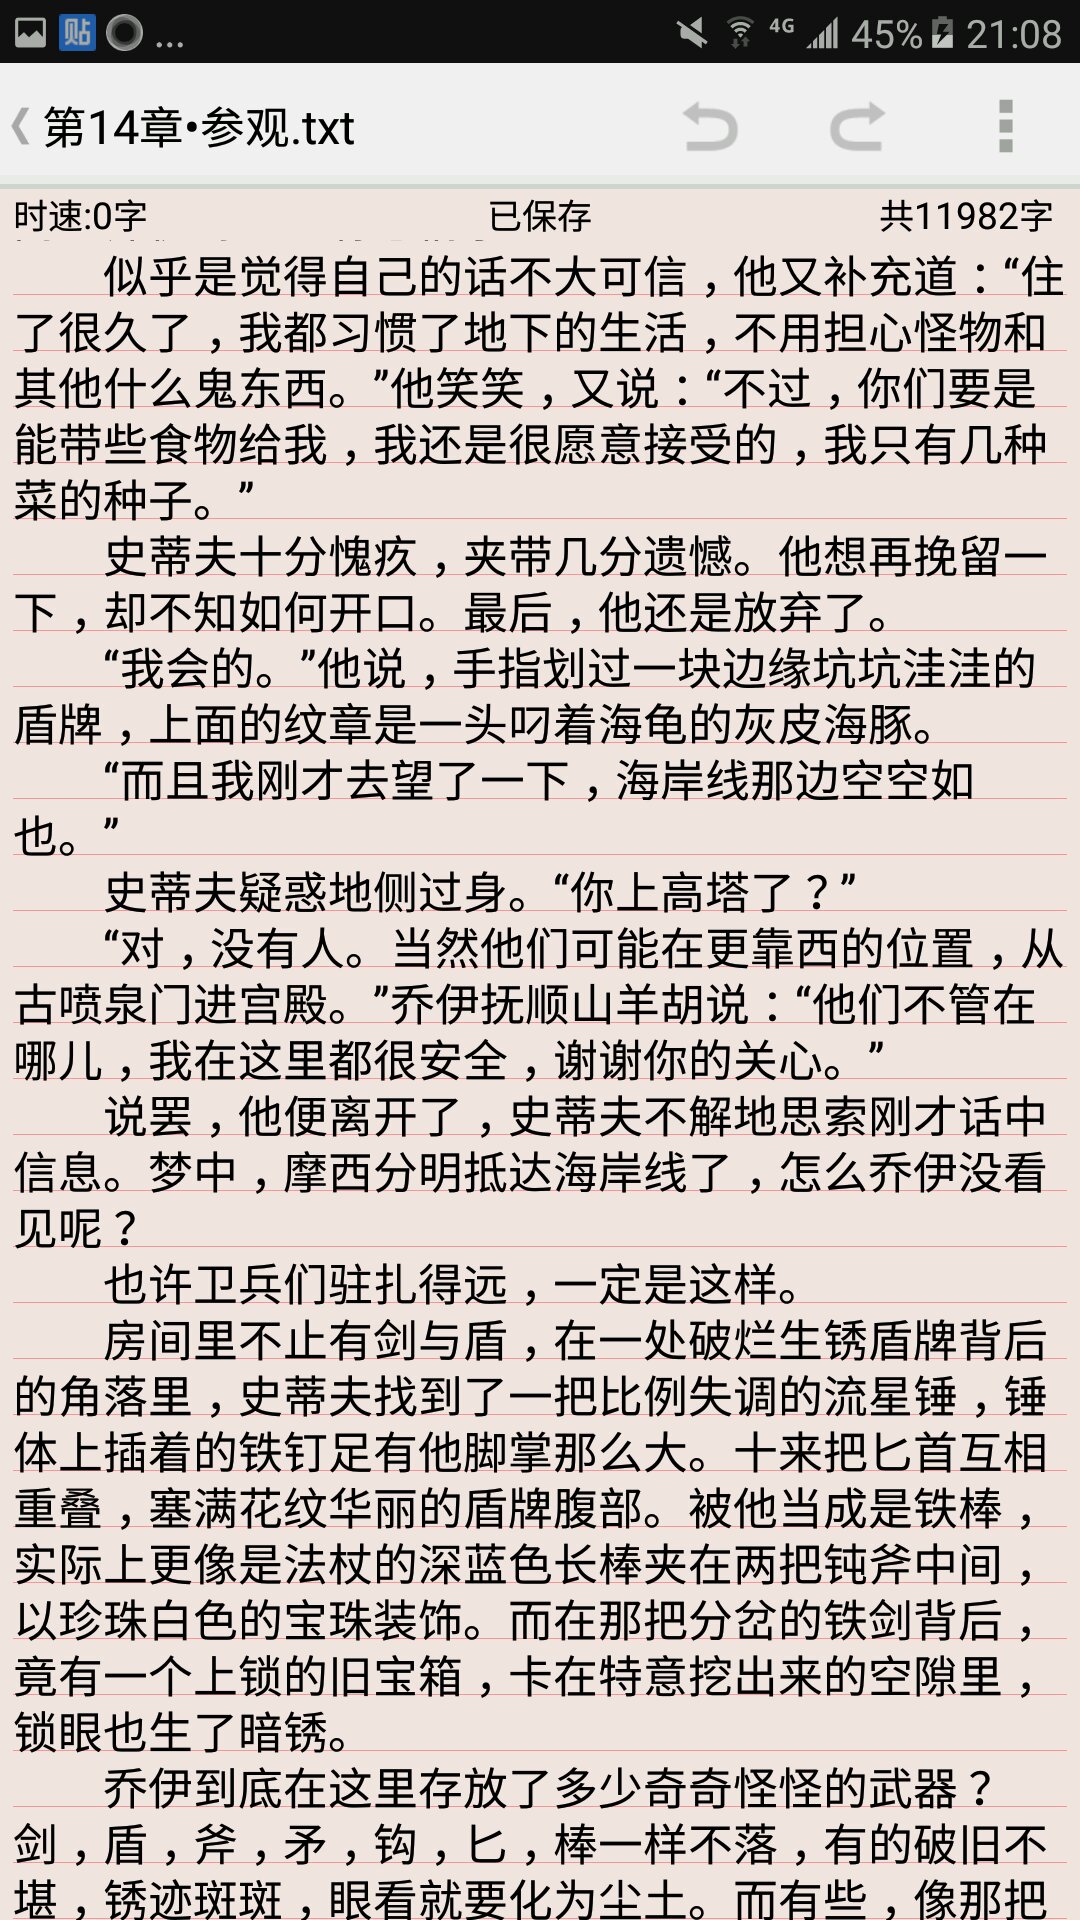 贴
...
4G
45%
21:08
第14章•参观.txt
时速:0字
已保存
共11982字
似乎是觉得自己的话不大可信，他又补充道：“住
了很久了，我都习惯了地下的生活，不用担心怪物和
其他什么鬼东西。”他笑笑，又说：“不过，你们要是
能带些食物给我，我还是很愿意接受的，我只有几种
菜的种子。”
史蒂夫十分愧疚，夹带几分遗憾。他想再挽留一
下，却不知如何开口。最后，他还是放弃了。
“我会的。”他说，手指划过一块边缘坑坑洼洼的
盾牌，上面的纹章是一头叼着海龟的灰皮海豚。
“而且我刚才去望了一下，海岸线那边空空如
也。”
史蒂夫疑惑地侧过身。“你上高塔了？”
“对，没有人。当然他们可能在更靠西的位置，从
古喷泉门进宫殿。”乔伊抚顺山羊胡说：“他们不管在
哪儿，我在这里都很安全，谢谢你的关心。”
说罢，他便离开了，史蒂夫不解地思索刚才话中
信息。梦中，摩西分明抵达海岸线了，怎么乔伊没看
见呢？
也许卫兵们驻扎得远，一定是这样。
房间里不止有剑与盾，在一处破烂生锈盾牌背后
的角落里，史蒂夫找到了一把比例失调的流星锤，锤
体上插着的铁钉足有他脚掌那么大。十来把匕首互相
重叠，塞满花纹华丽的盾牌腹部。被他当成是铁棒，
实际上更像是法杖的深蓝色长棒夹在两把钝斧中间，
以珍珠白色的宝珠装饰。而在那把分岔的铁剑背后，
竟有一个上锁的旧宝箱，卡在特意挖出来的空隙里，
锁眼也生了暗锈。
乔伊到底在这里存放了多少奇奇怪怪的武器？
剑，盾，斧，矛，钩，匕，棒一样不落，有的破旧不
堪，锈迹斑斑，眼看就要化为尘土。而有些，像那把